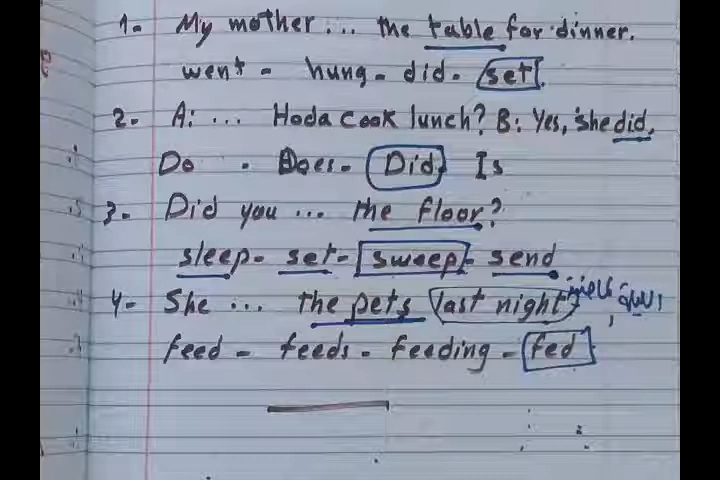 1- My mother ... the table for dinner.
went - hung - did - set.
2- A: ... Hoda cook lunch? B: Yes, she did.
Do - Does - Did Is
3- Did you ... the floor?
sleep - set - sweep - send
4- She ... the pets last night
feed - feeds - feeding - fed